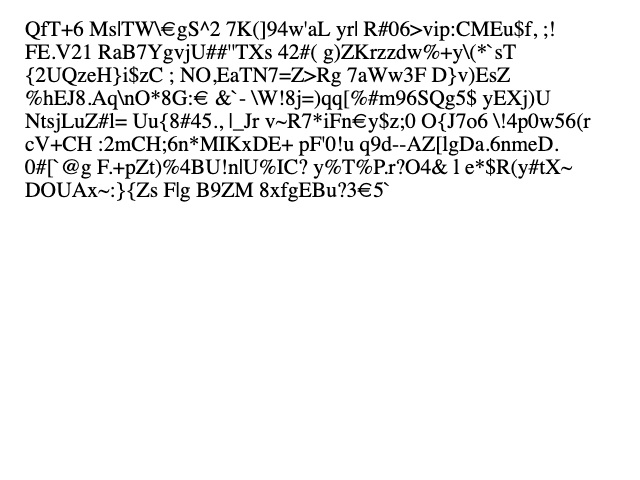 QfT+6 Ms|TW\€gS^2 7K(]94w'aL yr| R#06>vip:CMEu$f, ;!
FE.V21 RaB7YgvjU##"TXs 42#( g)ZKrzzdw%+y\(*`sT
{2UQzeH}i$zC ; NO,EaTN7=Z>Rg 7aWw3F D}v)EsZ
%hEJ8.Aq\nO*8G:€ &`- \W!8j=)qq[%#m96SQg5$ yEXj)U
NtsjLuZ#l= Uu{8#45., |_Jr v~R7*iFn€y$z;0 O{J7o6 \!4p0w56(r
cV+CH :2mCH;6n*MIKxDE+ pF'0!u q9d--AZ[lgDa.6nmeD.
0#[`@g F.+pZt)%4BU!n|U%IC? y%T%P.r?O4& l e*$R(y#tX~
DOUAx~:}{Zs F|g B9ZM 8xfgEBu?3€5`